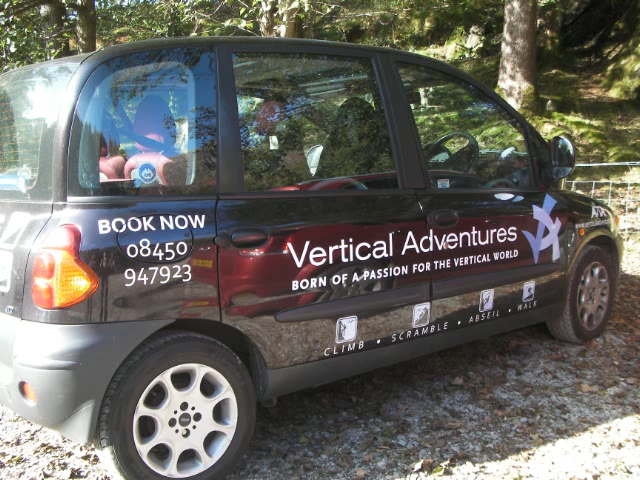 BOOK NOW
08450
947923
Vertical Adventures
BORN OF A PASSION FOR THE VERTICAL WORLD
CLIMB • SCRAMBLE • ABSEIL • WALK